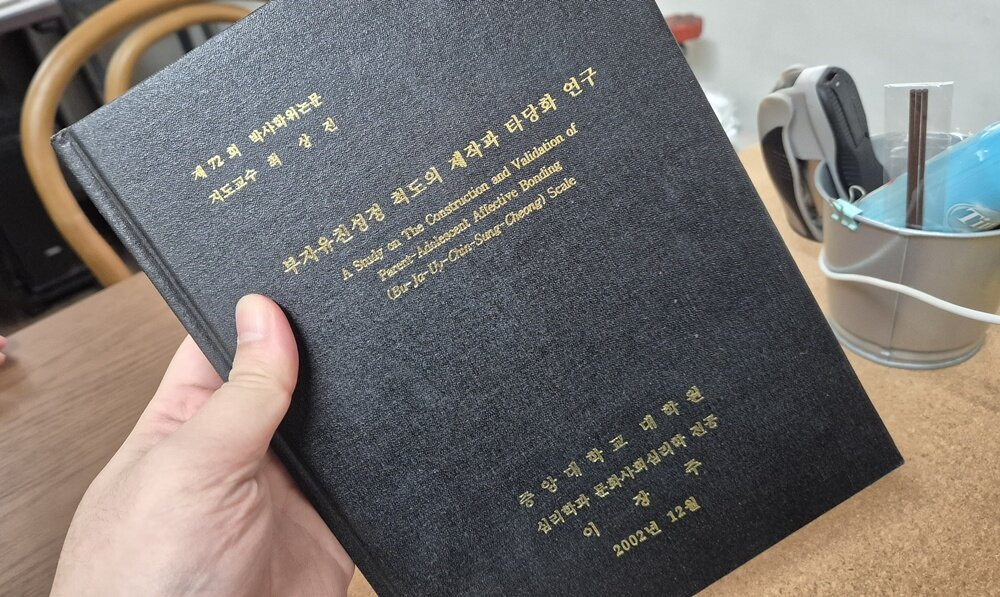 제 72 회 박사학위논문
지도교수 최 상 진
부자유친성정 척도의 제작과 타당화 연구
A Study on The Construction and Validation of
Parent-Adolescent Affective Bonding
(Bu-Ja-U-Chin-Sung-Cheong) Scale
중 앙 대 학 교 대 학 원
심리학과 문화사회심리학 전공
이 장 주
2002년 12월